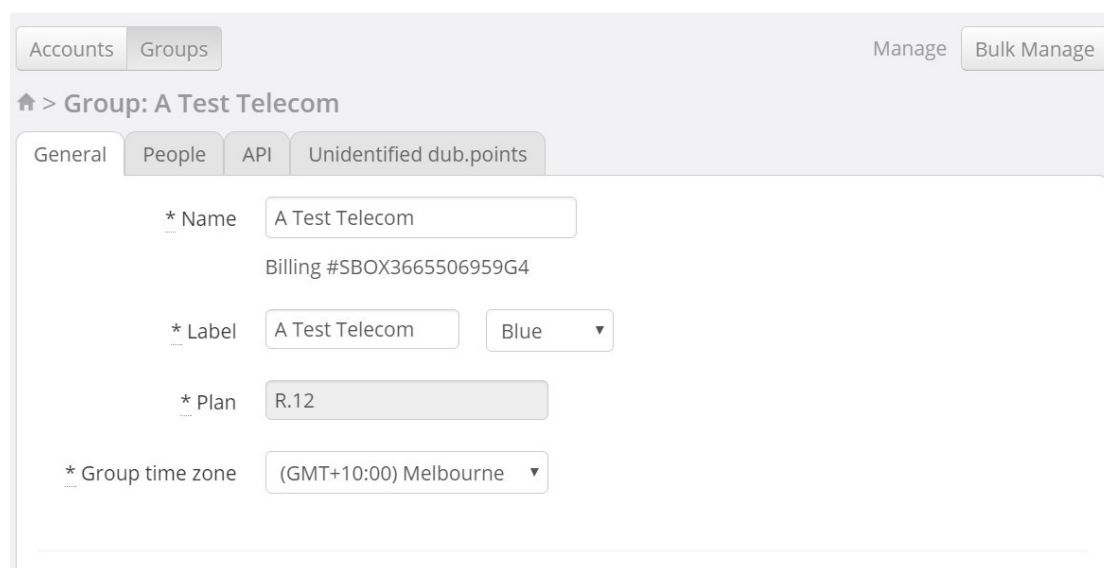 Accounts Groups Manage Bulk Manage
> Group: A Test Telecom
General People API Unidentified dub.points
* Name A Test Telecom
Billing #SBOX3665506959G4
* Label A Test Telecom Blue
* Plan R.12
* Group time zone (GMT+10:00) Melbourne